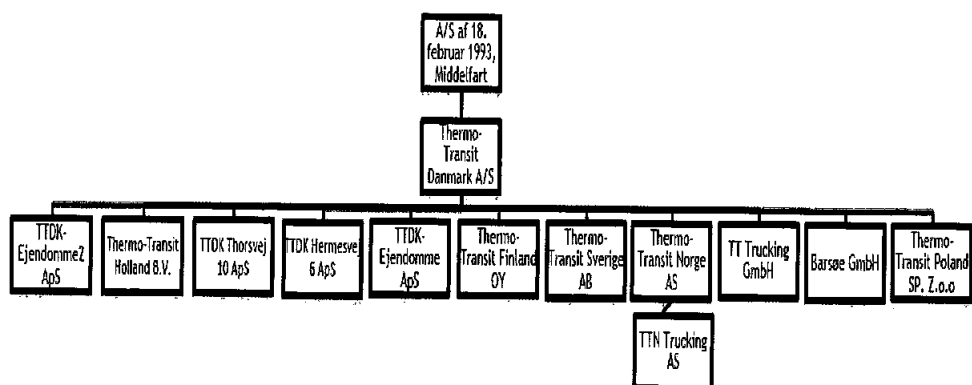 A/S af 18.
februar 1993,
Middelfart
Thermo-
Transit
Danmark A/S
TTDK-
Ejendomme2
ApS
Thermo-Transit
Holland B.V.
TTDK Thorsvej
10 ApS
TTDK Hermesvej
6 ApS
TTDK-
Ejendomme
ApS
Thermo-
Transit Finland
OY
Thermo-
Transit Sverige
AB
Thermo-
Transit Norge
AS
TT Trucking
GmbH
Barsøe GmbH
Thermo-
Transit Poland
SP. Z.o.o
TTN Trucking
AS